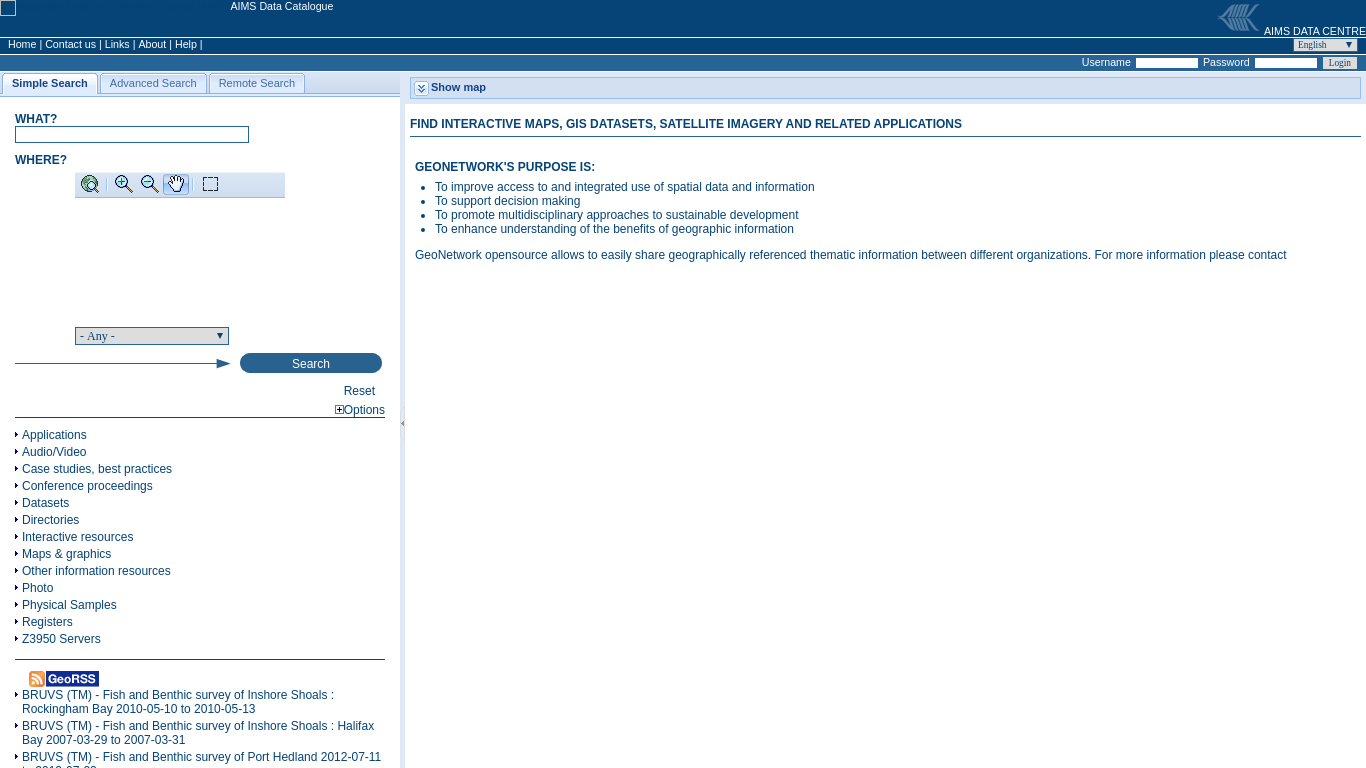 AIMS Data Catalogue
AIMS DATA CENTRE
Home | Contact us | Links | About | Help |
English
Username Password Login
Simple Search Advanced Search Remote Search
Show map
WHAT?
WHERE?
- Any -
Search
Reset
Options
Applications
Audio/Video
Case studies, best practices
Conference proceedings
Datasets
Directories
Interactive resources
Maps & graphics
Other information resources
Photo
Physical Samples
Registers
Z3950 Servers
GeoRSS
BRUVS (TM) - Fish and Benthic survey of Inshore Shoals :
Rockingham Bay 2010-05-10 to 2010-05-13
BRUVS (TM) - Fish and Benthic survey of Inshore Shoals : Halifax
Bay 2007-03-29 to 2007-03-31
BRUVS (TM) - Fish and Benthic survey of Port Hedland 2012-07-11
FIND INTERACTIVE MAPS, GIS DATASETS, SATELLITE IMAGERY AND RELATED APPLICATIONS
GEONETWORK'S PURPOSE IS:
To improve access to and integrated use of spatial data and information
To support decision making
To promote multidisciplinary approaches to sustainable development
To enhance understanding of the benefits of geographic information
GeoNetwork opensource allows to easily share geographically referenced thematic information between different organizations. For more information please contact